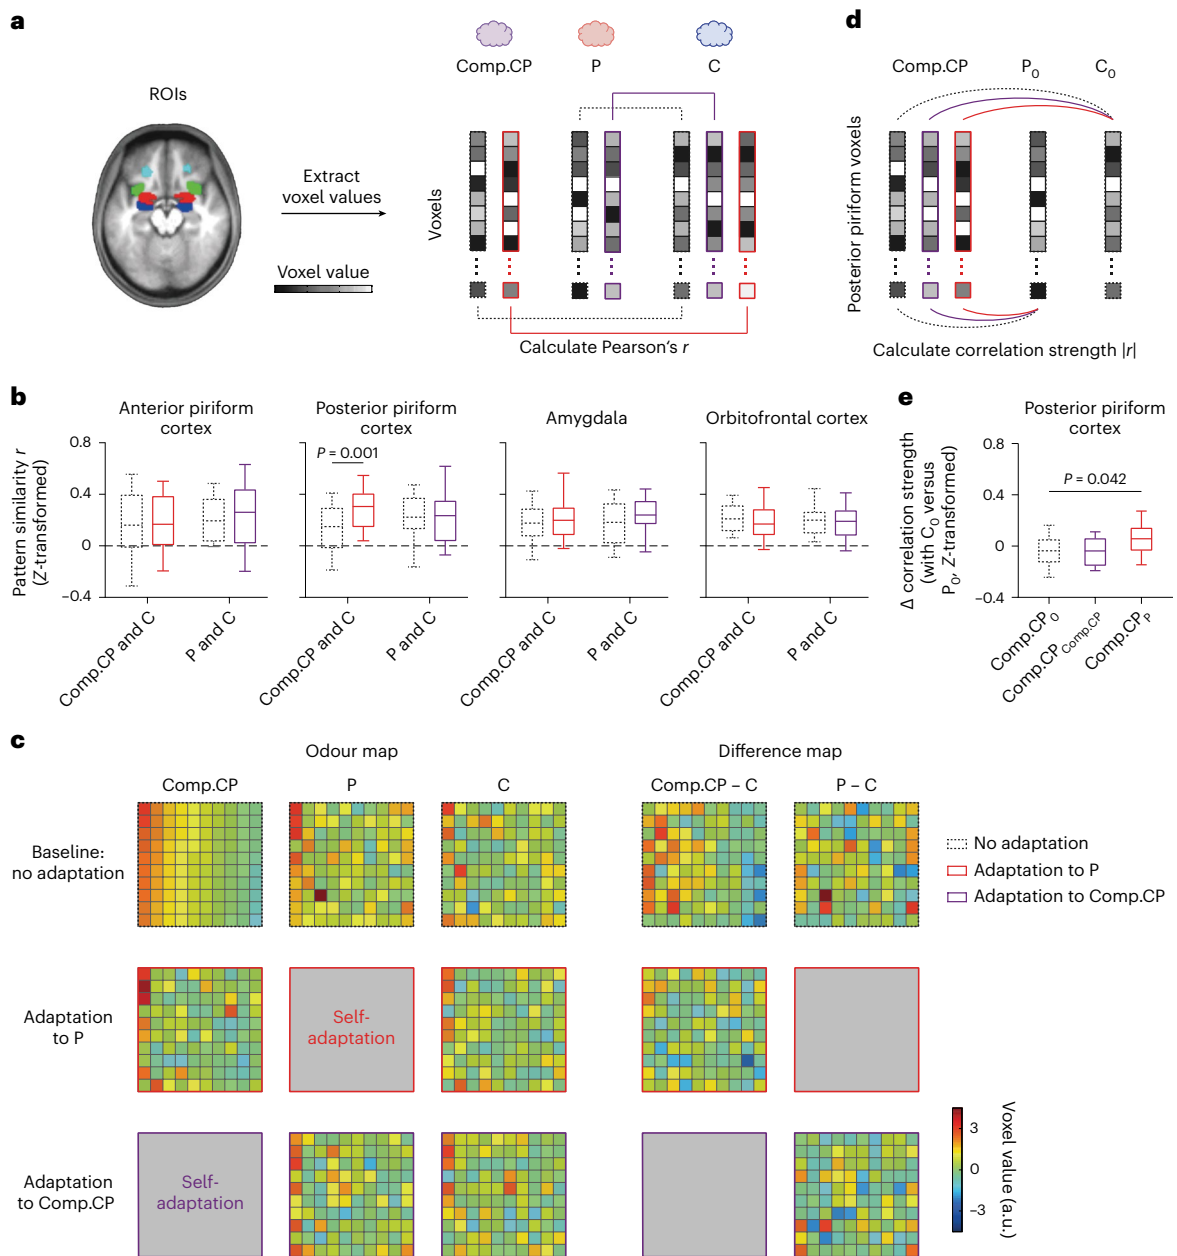 a
Comp.CP
P
C
ROIs
Extract
voxel values
Voxel value
Voxels
Calculate Pearson's r
d
Comp.CP
P0
C0
Posterior piriform voxels
Calculate correlation strength |r|
b
Anterior piriform
cortex
Posterior piriform
cortex
Amygdala
Orbitofrontal cortex
Pattern similarity r
(Z-transformed)
0.8
0.4
0
–0.4
P = 0.001
Comp.CP and C
P and C
Comp.CP and C
P and C
Comp.CP and C
P and C
Comp.CP and C
P and C
e
Posterior piriform
cortex
Δ correlation strength
(with C0 versus
P0, Z-transformed)
0.8
0.4
0
–0.4
P = 0.042
Comp.CP0
Comp.CPComp.CP
Comp.CPP
c
Odour map
Difference map
Comp.CP
P
C
Comp.CP – C
P – C
Baseline:
no adaptation
No adaptation
Adaptation to P
Adaptation to Comp.CP
Adaptation
to P
Self-
adaptation
Adaptation
to Comp.CP
Self-
adaptation
3
0
–3
Voxel value (a.u.)